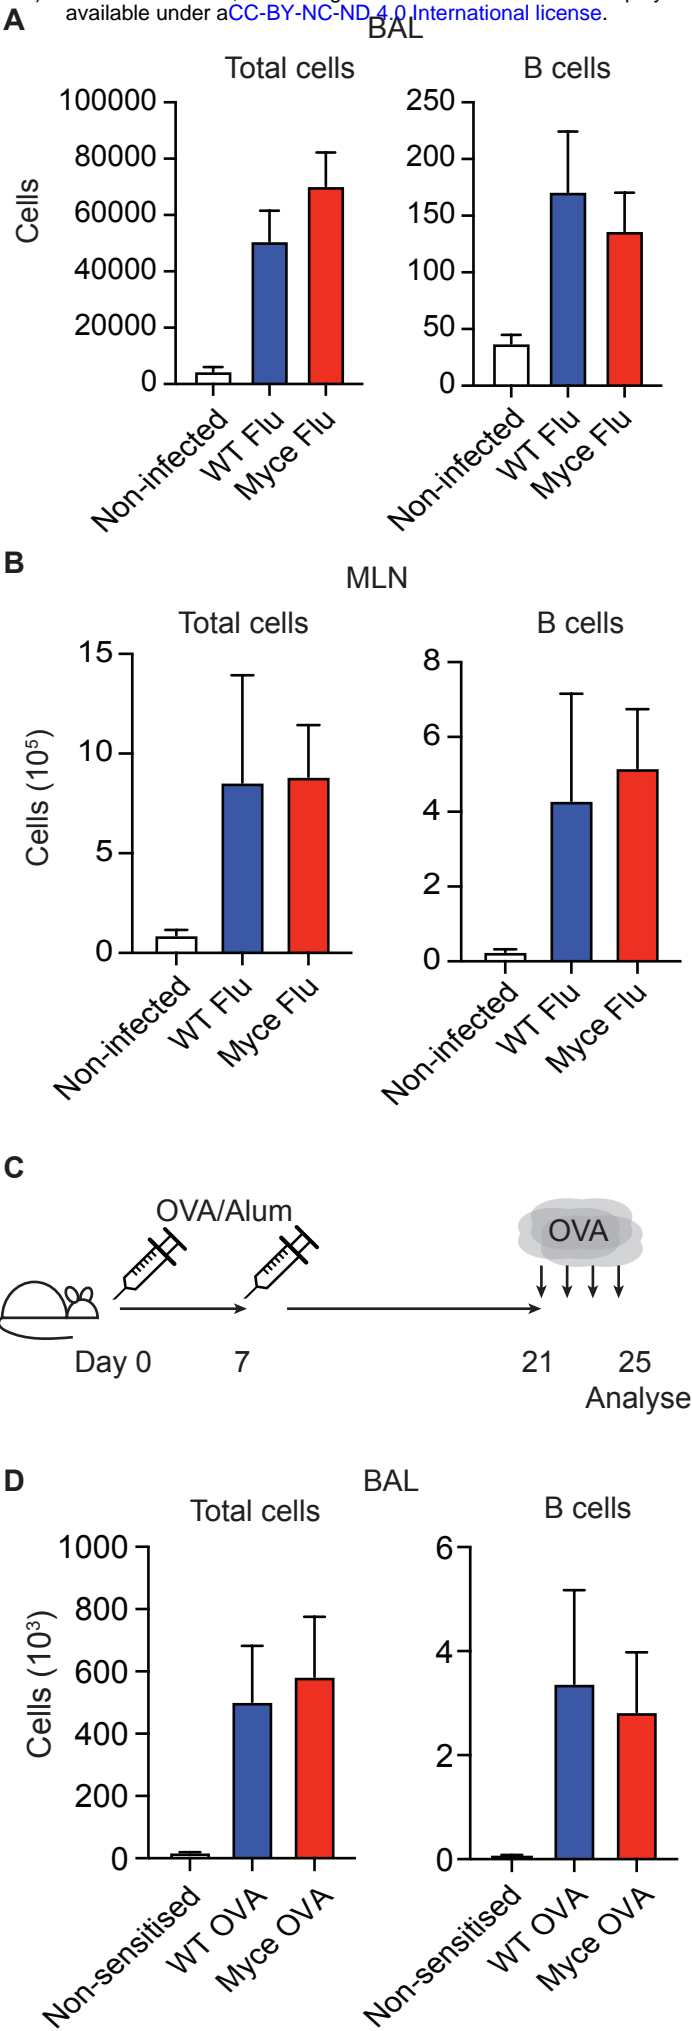 available under aCC-BY-NC-ND 4.0 International license.
A
BAL
Total cells
B cells
Cells
100000
80000
60000
40000
20000
0
250
200
150
100
50
0
Non-infected
WT Flu
Myce Flu
Non-infected
WT Flu
Myce Flu
B
MLN
Total cells
B cells
Cells (10⁵)
15
10
5
0
8
6
4
2
0
Non-infected
WT Flu
Myce Flu
Non-infected
WT Flu
Myce Flu
C
OVA/Alum
OVA
Day 0
7
21
25
Analyse
D
BAL
Total cells
B cells
Cells (10³)
1000
800
600
400
200
0
6
4
2
0
Non-sensitised
WT OVA
Myce OVA
Non-sensitised
WT OVA
Myce OVA